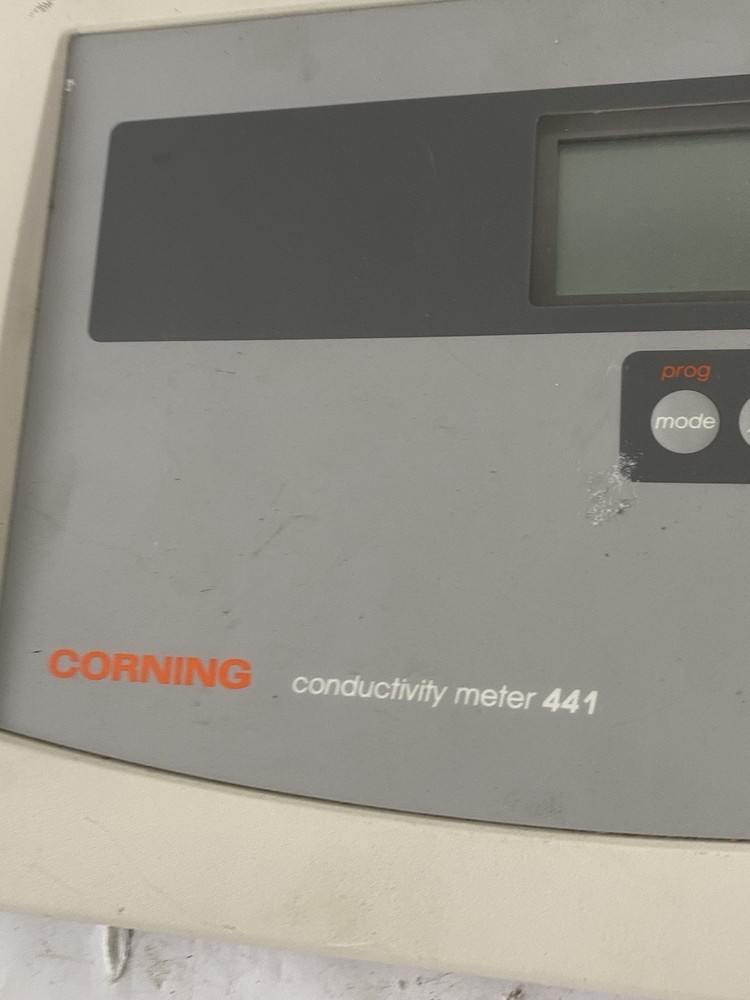 prog
mode
CORNING
conductivity meter 441